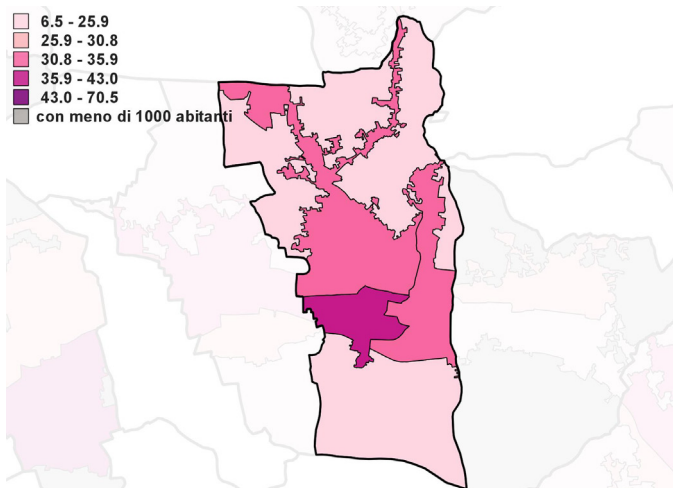 6.5 - 25.9
25.9 - 30.8
30.8 - 35.9
35.9 - 43.0
43.0 - 70.5
con meno di 1000 abitanti